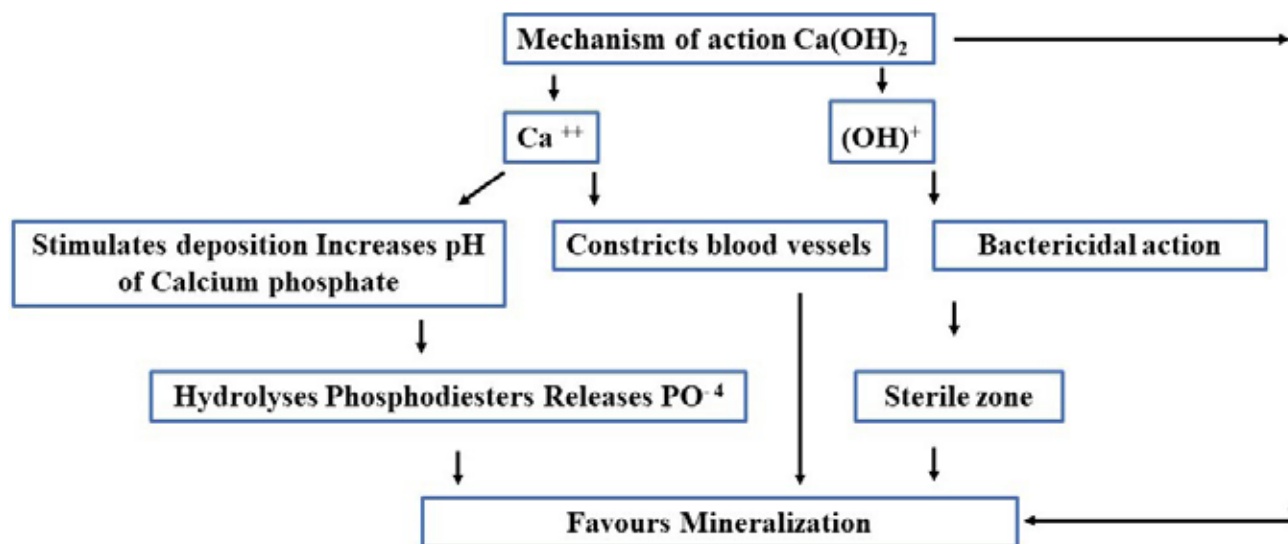 Mechanism of action Ca(OH)₂
Ca ⁺⁺
(OH)⁺
Stimulates deposition Increases pH
of Calcium phosphate
Constricts blood vessels
Bactericidal action
Hydrolyses Phosphodiesters Releases PO⁻⁴
Sterile zone
Favours Mineralization